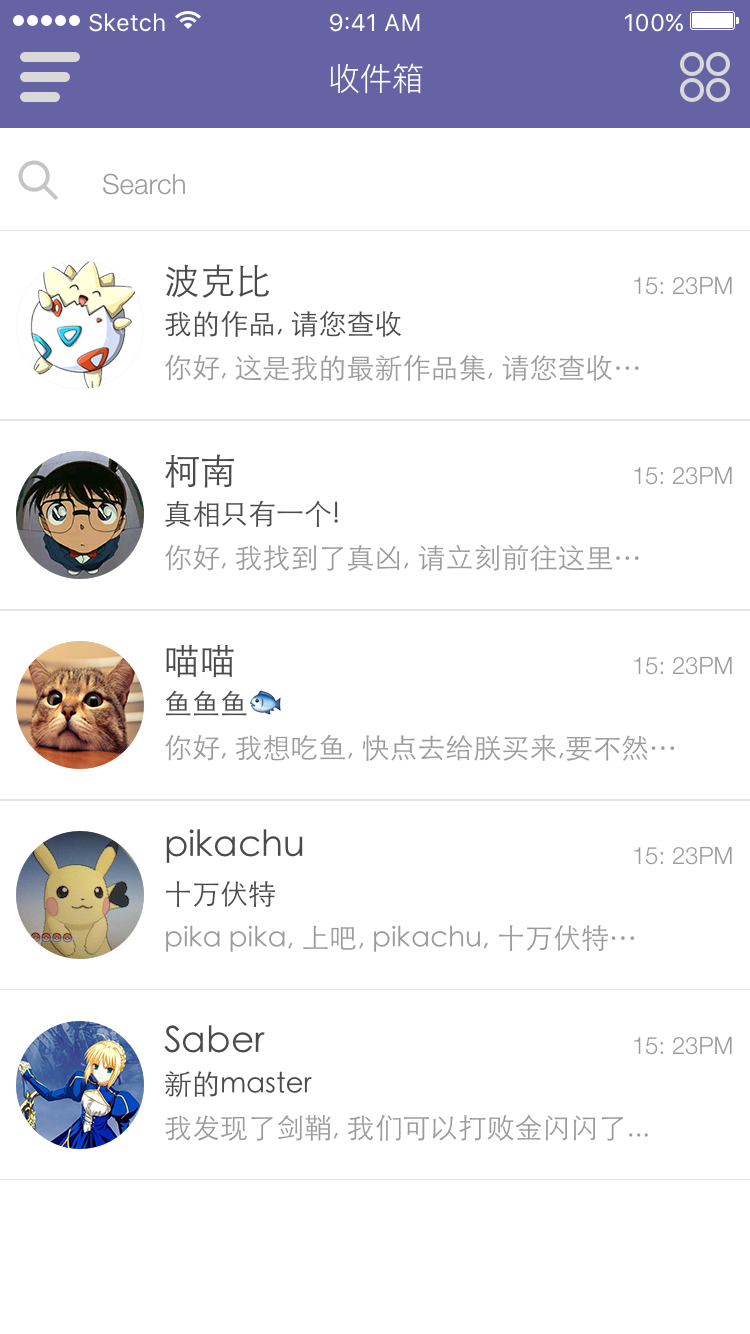 Sketch 9:41 AM 100%
收件箱
Search
波克比 15: 23PM
我的作品, 请您查收
你好, 这是我的最新作品集, 请您查收…
柯南 15: 23PM
真相只有一个!
你好, 我找到了真凶, 请立刻前往这里…
喵喵 15: 23PM
鱼鱼鱼🐟
你好, 我想吃鱼, 快点去给朕买来,要不然…
pikachu 15: 23PM
十万伏特
pika pika, 上吧, pikachu, 十万伏特…
Saber 15: 23PM
新的master
我发现了剑鞘, 我们可以打败金闪闪了...